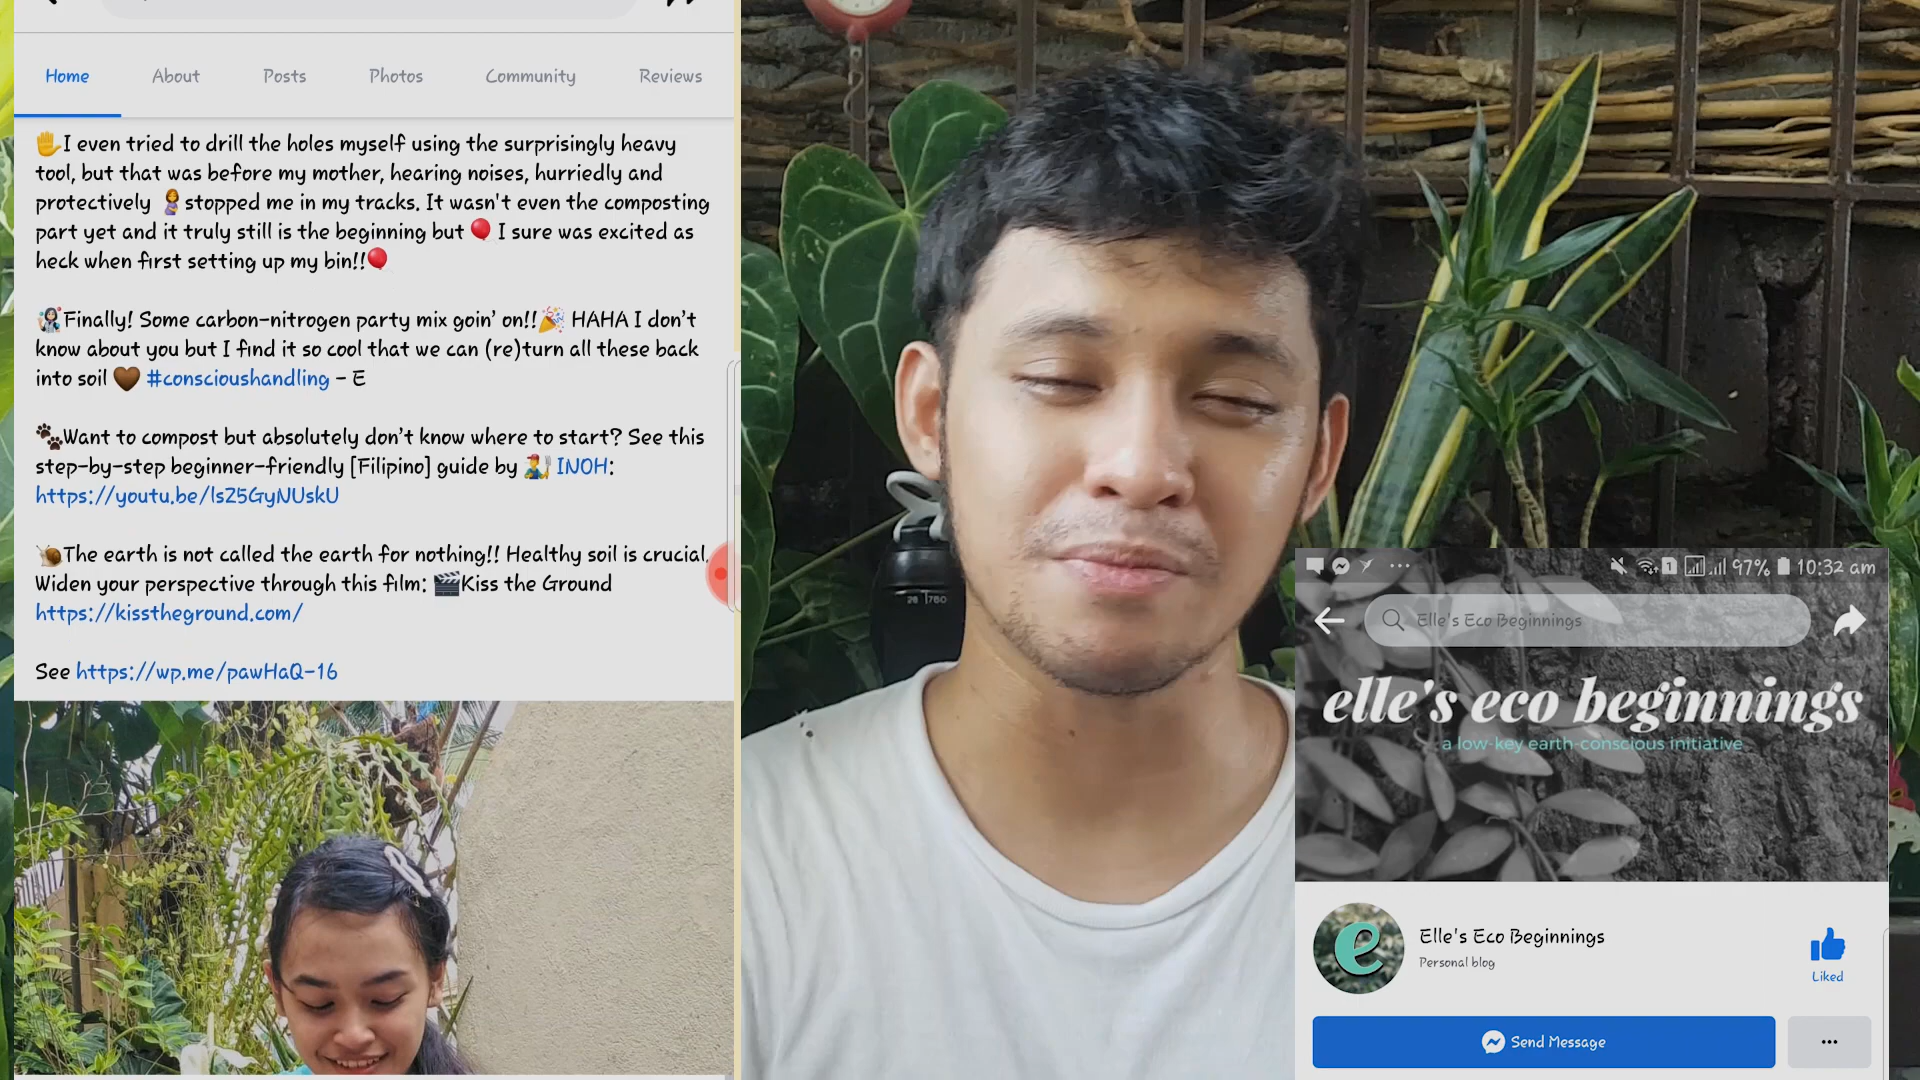 Home About Posts Photos Community Reviews
✋I even tried to drill the holes myself using the surprisingly heavy
tool, but that was before my mother, hearing noises, hurriedly and
protectively 🤰stopped me in my tracks. It wasn't even the composting
part yet and it truly still is the beginning but 🎈 I sure was excited as
heck when first setting up my bin!!🎈
👩‍🚀Finally! Some carbon-nitrogen party mix goin' on!!🎉 HAHA I don't
know about you but I find it so cool that we can (re)turn all these back
into soil 🤎 #conscioushandling - E
🐾Want to compost but absolutely don't know where to start? See this
step-by-step beginner-friendly [Filipino] guide by 👨‍🌾 INOH:
https://youtu.be/lsZ5GyNUskU
🐌The earth is not called the earth for nothing!! Healthy soil is crucial.
Widen your perspective through this film: 🎬Kiss the Ground
https://kisstheground.com/
See https://wp.me/pawHaQ-16
26 | 760
1 97% 10:32 am
Elle's Eco Beginnings
elle's eco beginnings
a low-key earth-conscious initiative
e
Elle's Eco Beginnings
Personal blog
Liked
Send Message